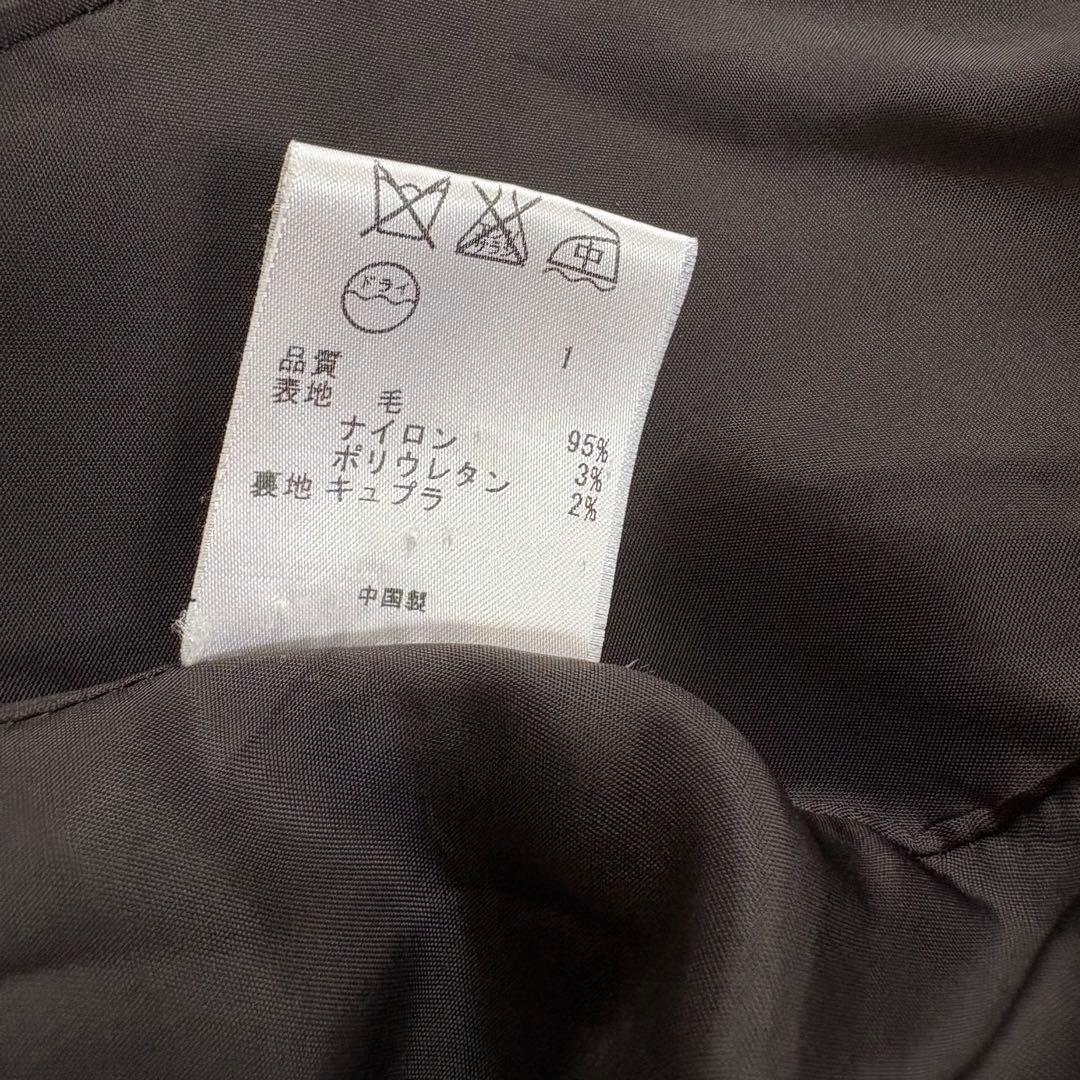 中
ドライ
品質 1
表地 毛 95%
ナイロン 3%
ポリウレタン 2%
裏地 キュプラ
中国製